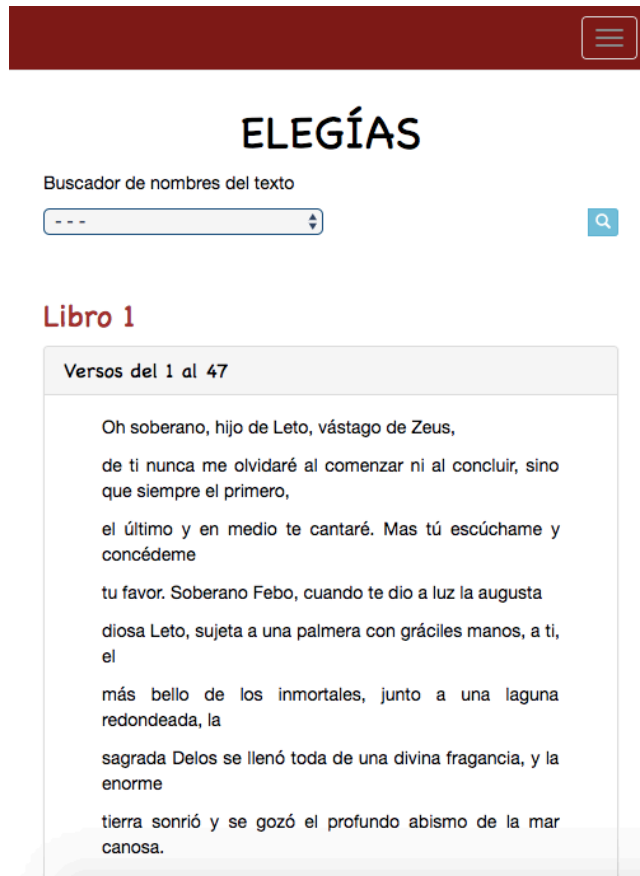 ELEGÍAS
Buscador de nombres del texto
- - -
Libro 1
Versos del 1 al 47
Oh soberano, hijo de Leto, vástago de Zeus,
de ti nunca me olvidaré al comenzar ni al concluir, sino
que siempre el primero,
el último y en medio te cantaré. Mas tú escúchame y
concédeme
tu favor. Soberano Febo, cuando te dio a luz la augusta
diosa Leto, sujeta a una palmera con gráciles manos, a ti,
el
más bello de los inmortales, junto a una laguna
redondeada, la
sagrada Delos se llenó toda de una divina fragancia, y la
enorme
tierra sonrió y se gozó el profundo abismo de la mar
canosa.